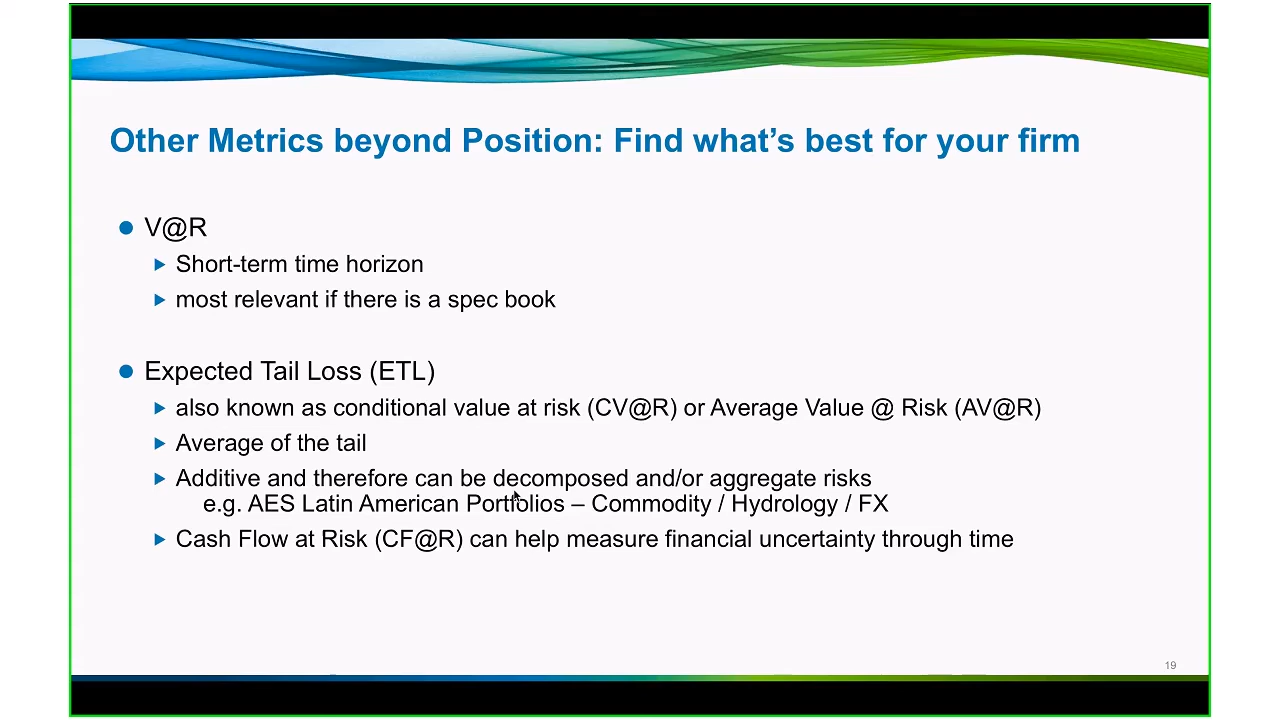 Other Metrics beyond Position: Find what's best for your firm
V@R
Short-term time horizon
most relevant if there is a spec book
Expected Tail Loss (ETL)
also known as conditional value at risk (CV@R) or Average Value @ Risk (AV@R)
Average of the tail
Additive and therefore can be decomposed and/or aggregate risks
e.g. AES Latin American Portfolios – Commodity / Hydrology / FX
Cash Flow at Risk (CF@R) can help measure financial uncertainty through time
19